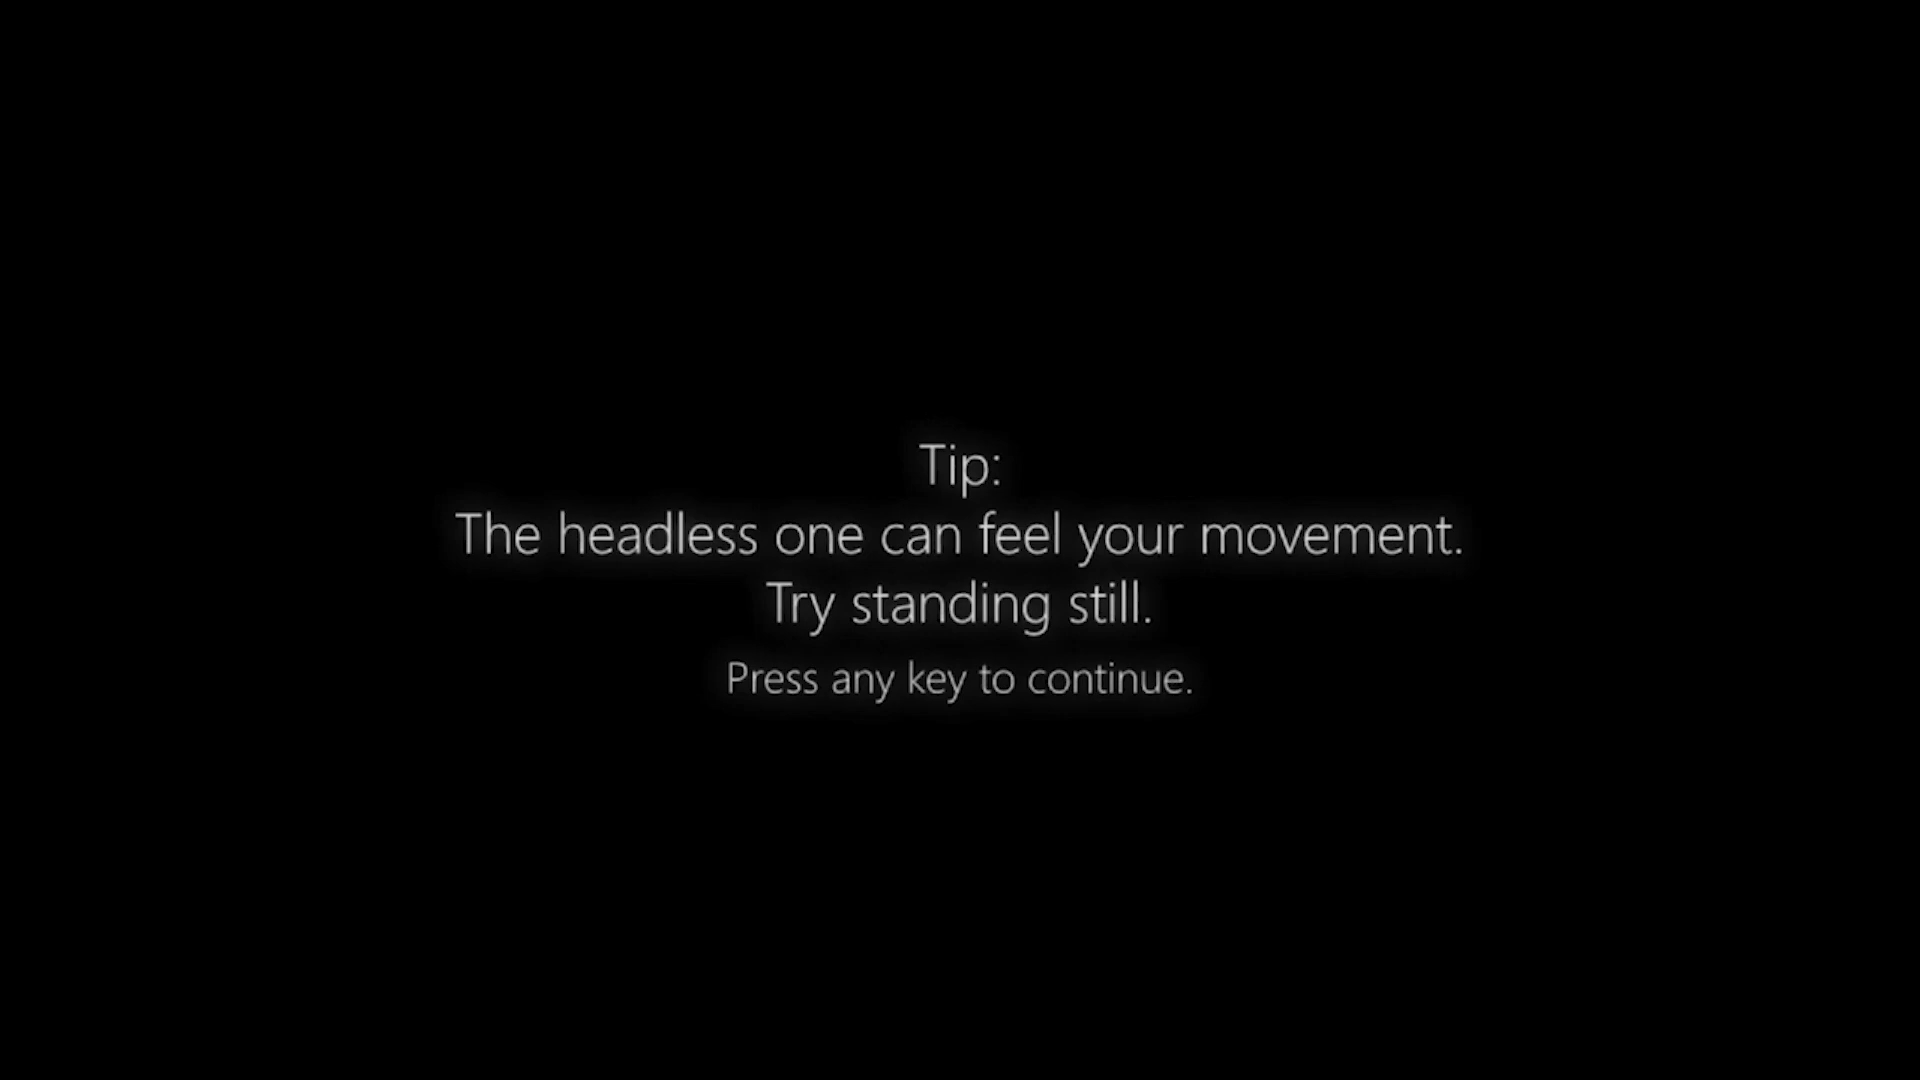 Tip:
The headless one can feel your movement.
Try standing still.
Press any key to continue.